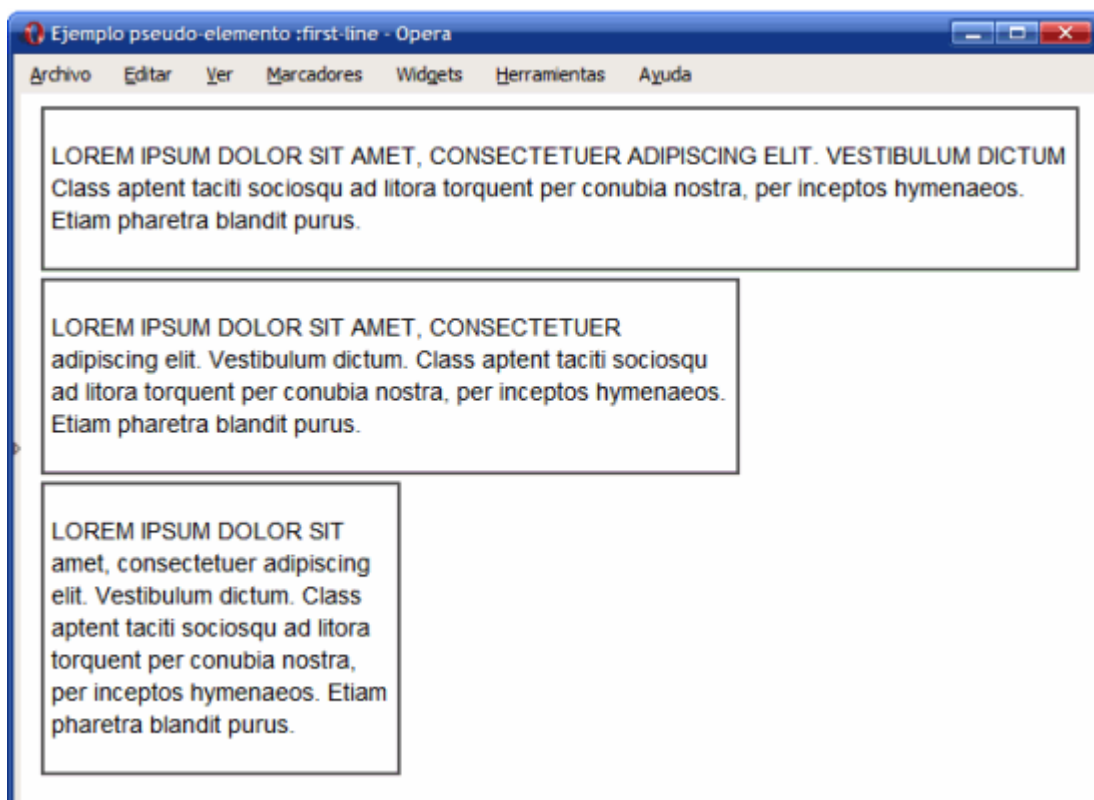 Ejemplo pseudo-elemento :first-line - Opera
Archivo Editar Ver Marcadores Widgets Herramientas Ayuda
LOREM IPSUM DOLOR SIT AMET, CONSECTETUER ADIPISCING ELIT. VESTIBULUM DICTUM
Class aptent taciti sociosqu ad litora torquent per conubia nostra, per inceptos hymenaeos.
Etiam pharetra blandit purus.
LOREM IPSUM DOLOR SIT AMET, CONSECTETUER
adipiscing elit. Vestibulum dictum. Class aptent taciti sociosqu
ad litora torquent per conubia nostra, per inceptos hymenaeos.
Etiam pharetra blandit purus.
LOREM IPSUM DOLOR SIT
amet, consectetuer adipiscing
elit. Vestibulum dictum. Class
aptent taciti sociosqu ad litora
torquent per conubia nostra,
per inceptos hymenaeos. Etiam
pharetra blandit purus.